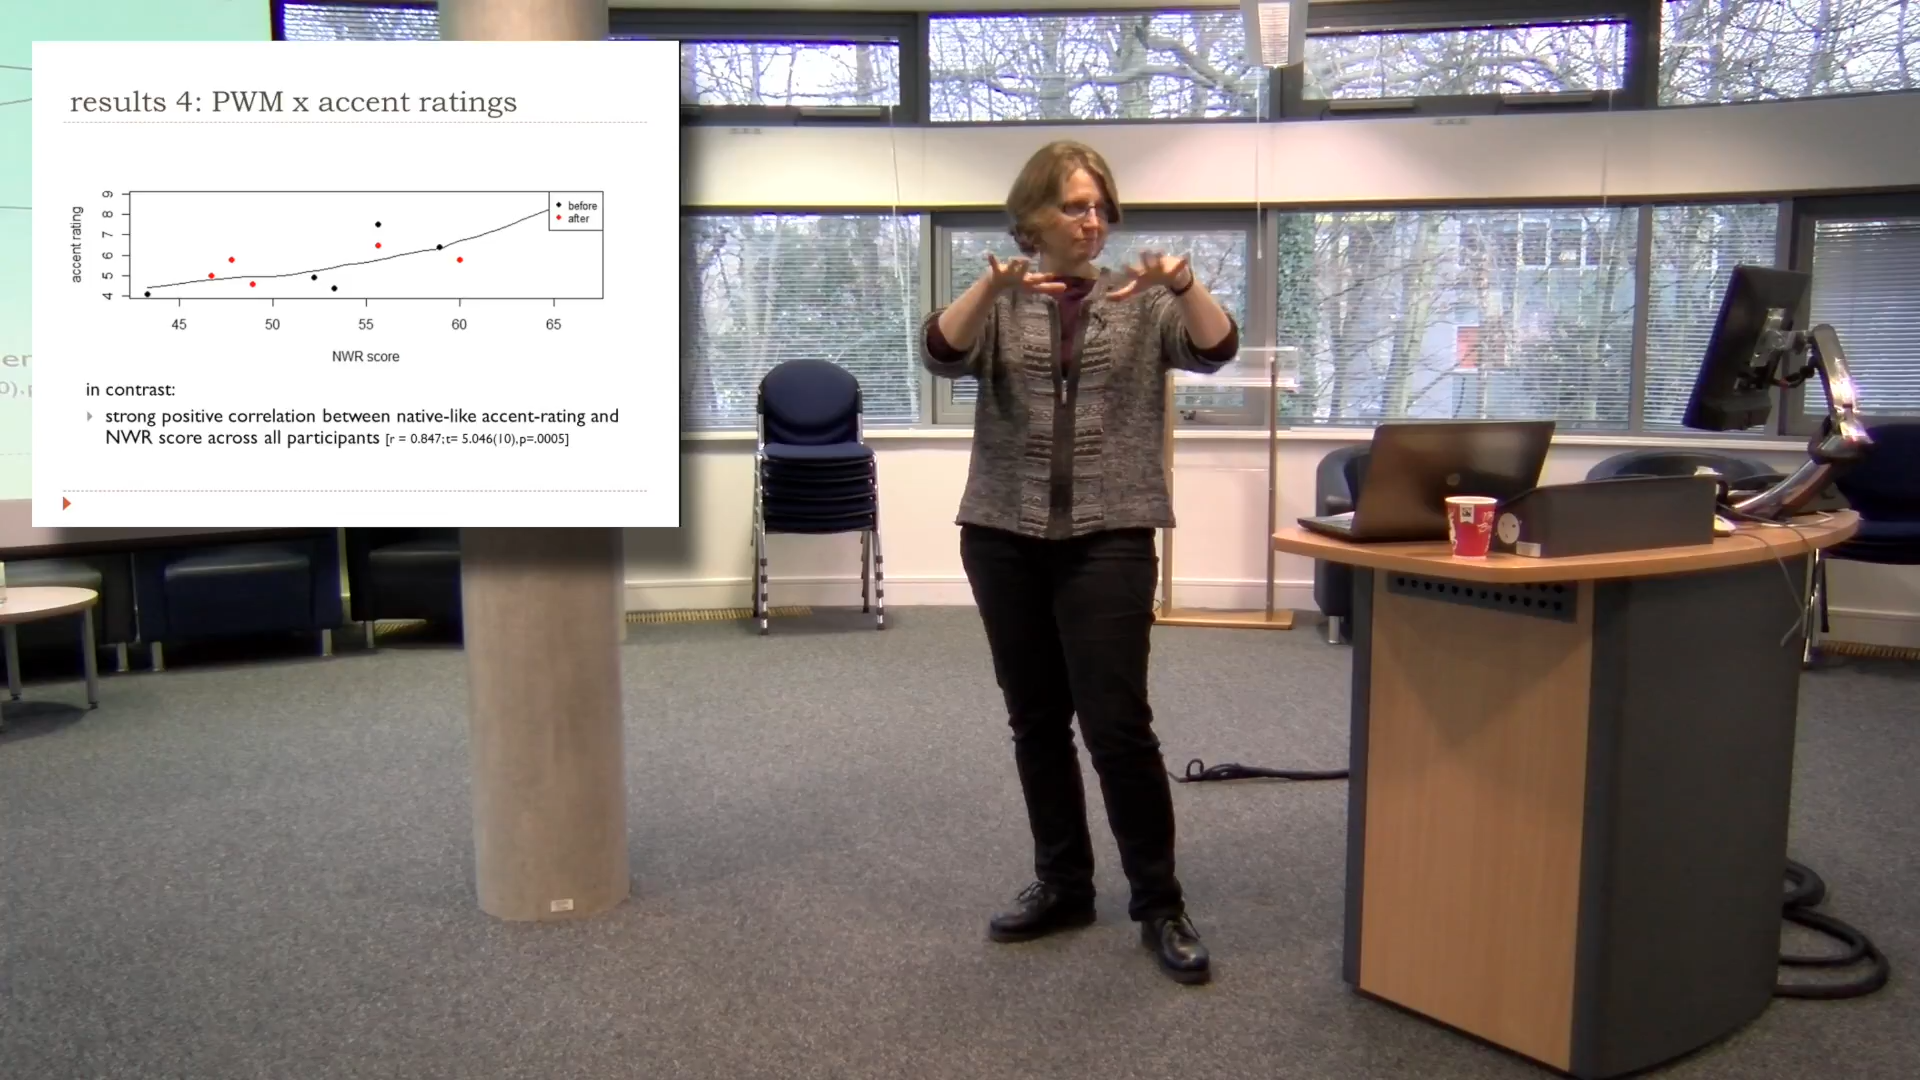 results 4: PWM x accent ratings
accent rating
9
8
7
6
5
4
before
after
45 50 55 60 65
NWR score
in contrast:
strong positive correlation between native-like accent-rating and
NWR score across all participants [r = 0.847; t= 5.046(10), p=.0005]